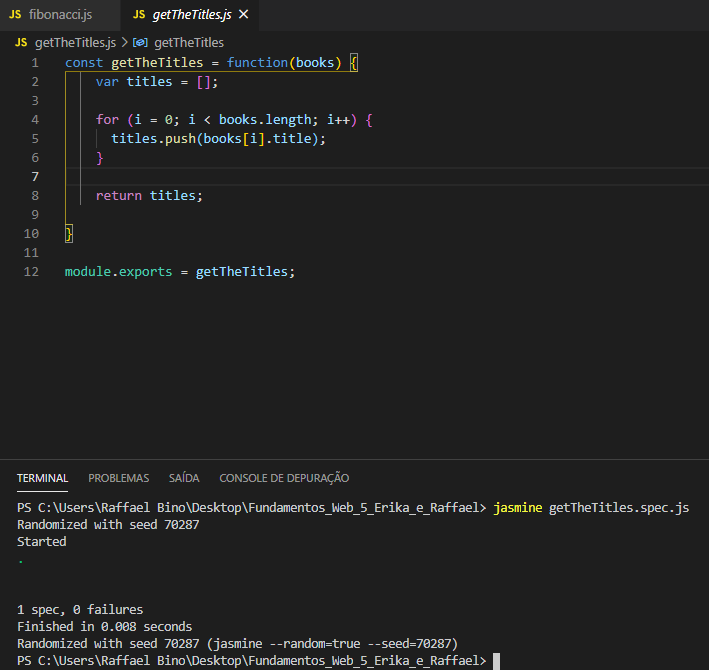 JS fibonacci.js JS getTheTitles.js ×
JS getTheTitles.js > getTheTitles
1 const getTheTitles = function(books) {
2 var titles = [];
3
4 for (i = 0; i < books.length; i++) {
5 titles.push(books[i].title);
6 }
7
8 return titles;
9
10 }
11
12 module.exports = getTheTitles;
TERMINAL PROBLEMAS SAÍDA CONSOLE DE DEPURAÇÃO
PS C:\Users\Raffael Bino\Desktop\Fundamentos_Web_5_Erika_e_Raffael> jasmine getTheTitles.spec.js
Randomized with seed 70287
Started
.
1 spec, 0 failures
Finished in 0.008 seconds
Randomized with seed 70287 (jasmine --random=true --seed=70287)
PS C:\Users\Raffael Bino\Desktop\Fundamentos_Web_5_Erika_e_Raffael>